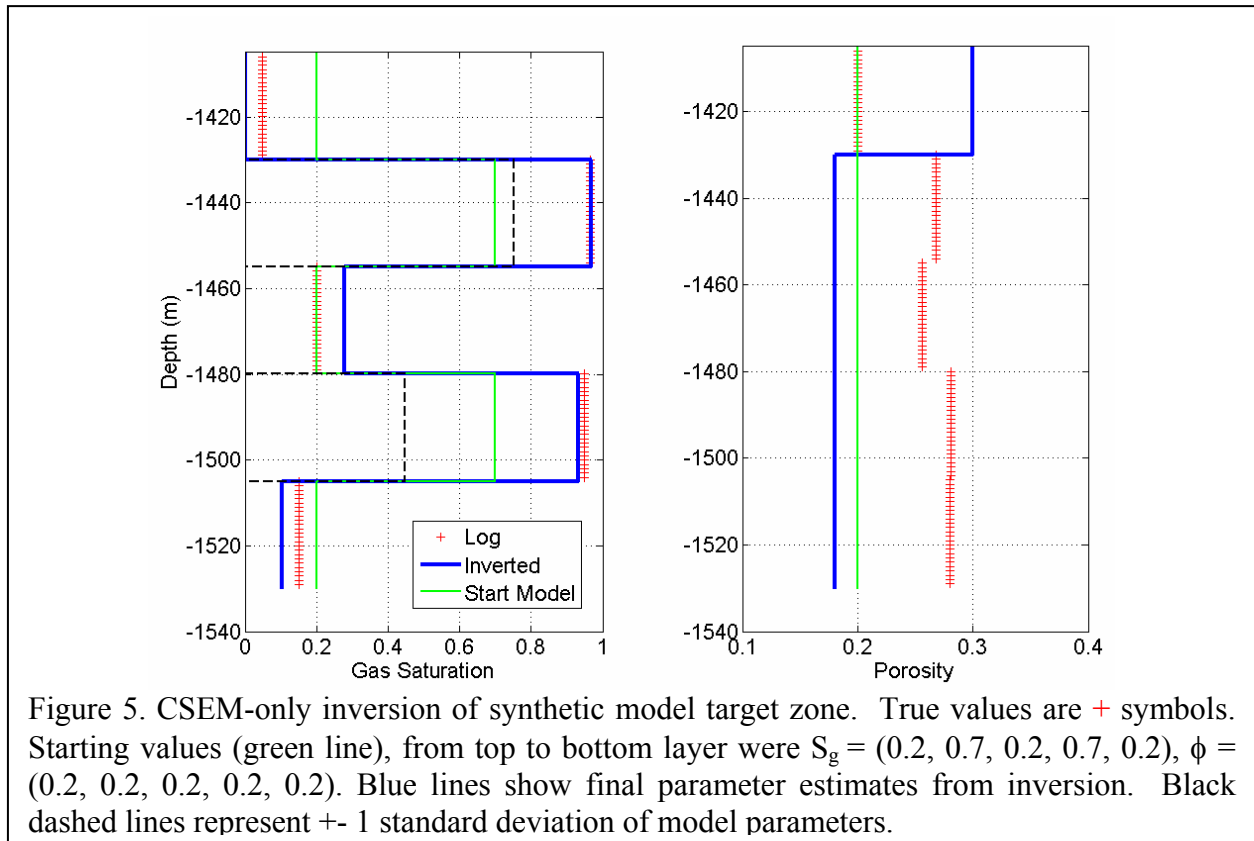 -1420
-1440
-1460
-1480
-1500
-1520
-1540
Depth (m)
0 0.2 0.4 0.6 0.8 1
Gas Saturation
Log
Inverted
Start Model
-1420
-1440
-1460
-1480
-1500
-1520
-1540
0.1 0.2 0.3 0.4
Porosity
Figure 5. CSEM-only inversion of synthetic model target zone. True values are + symbols.
Starting values (green line), from top to bottom layer were Sg = (0.2, 0.7, 0.2, 0.7, 0.2), ϕ =
(0.2, 0.2, 0.2, 0.2, 0.2). Blue lines show final parameter estimates from inversion. Black
dashed lines represent +- 1 standard deviation of model parameters.